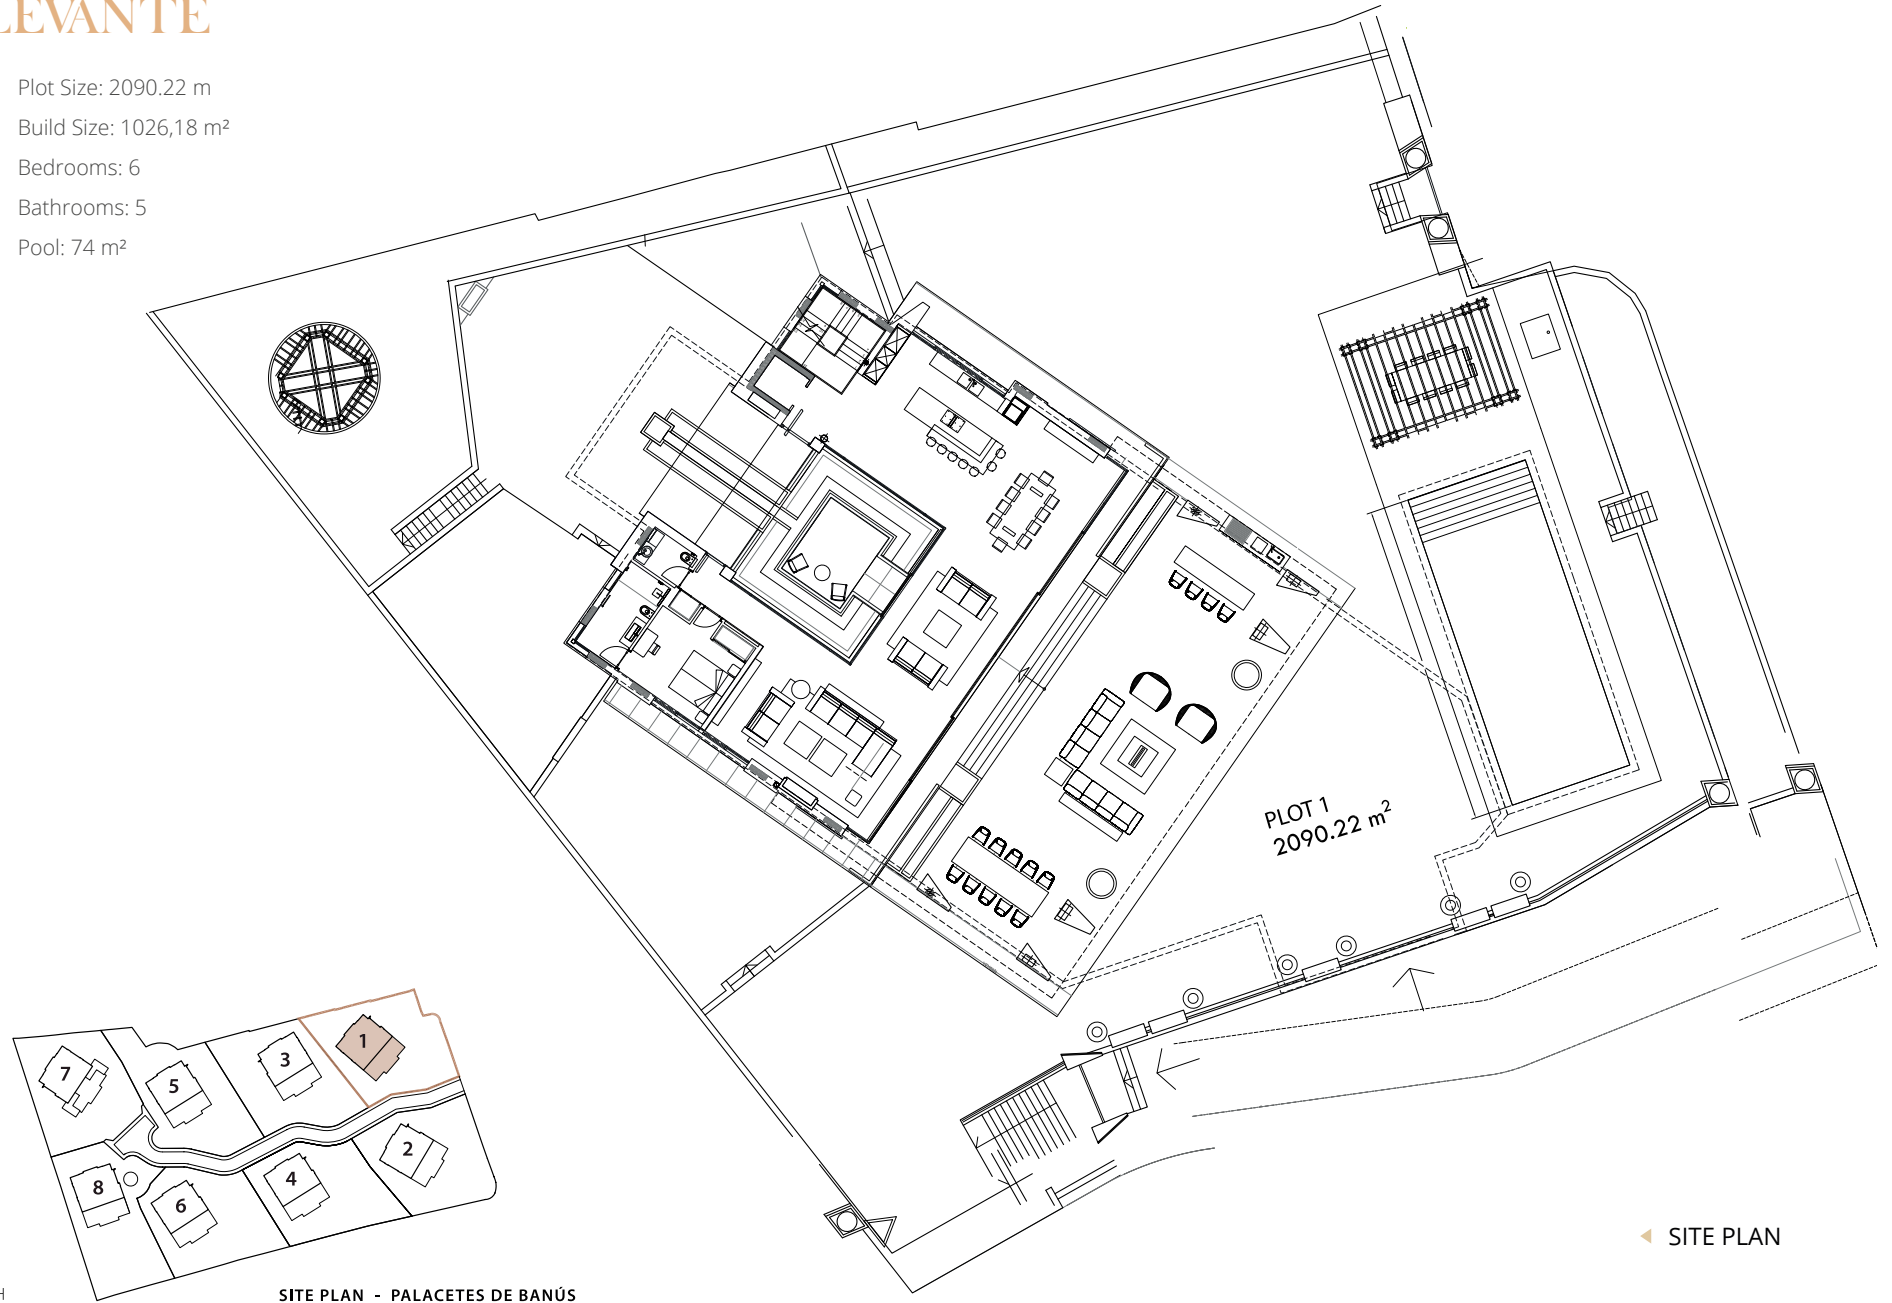 LEVANTE
Plot Size: 2090.22 m
Build Size: 1026,18 m²
Bedrooms: 6
Bathrooms: 5
Pool: 74 m²
PLOT 1
2090.22 m²
1
3
5
7
2
4
6
8
SITE PLAN
SITE PLAN - PALACETES DE BANÚS